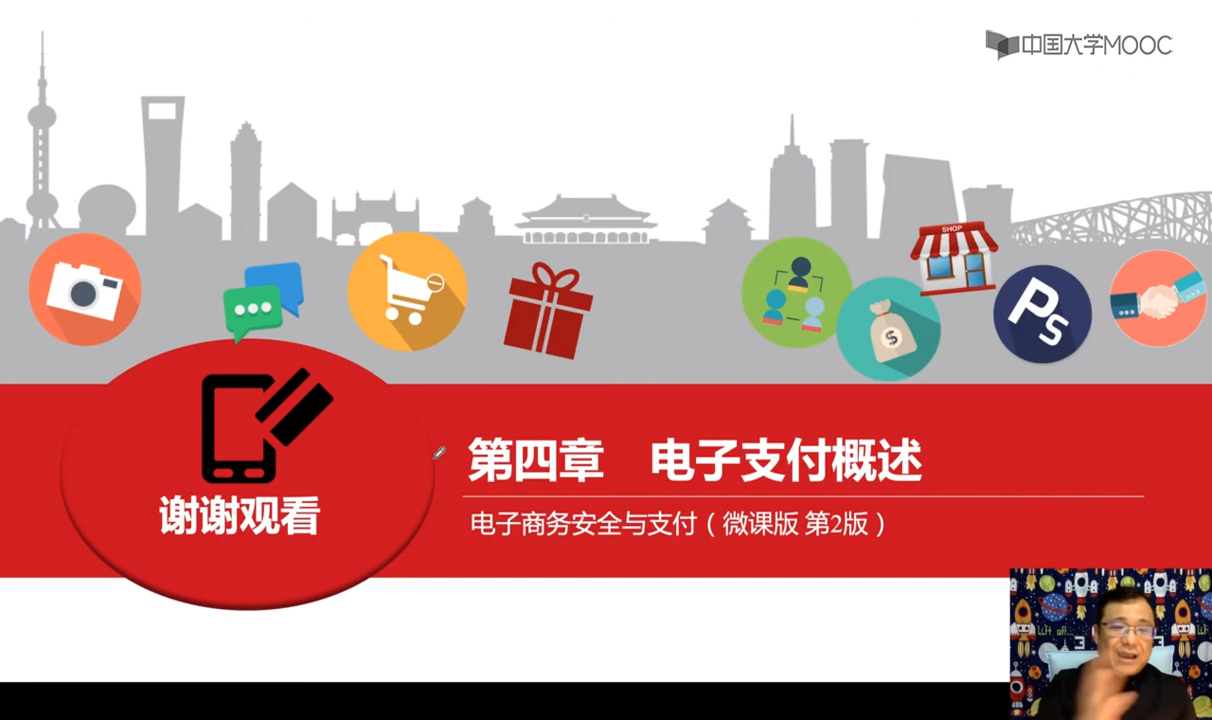 中国大学MOOC
SHOP
$
Ps
第四章 电子支付概述
谢谢观看
电子商务安全与支付（微课版 第2版）